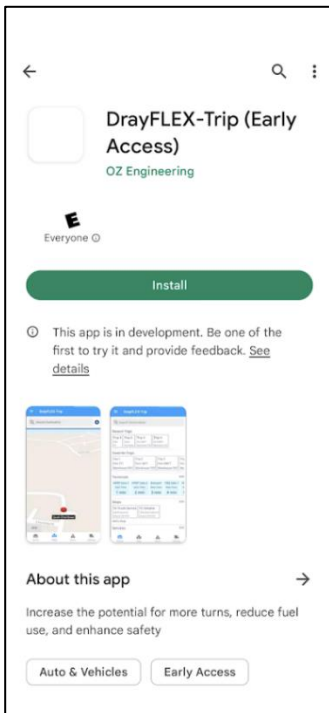 DrayFLEX-Trip (Early
Access)
OZ Engineering
E
Everyone
Install
This app is in development. Be one of the
first to try it and provide feedback. See
details
DrayFLEX Trip
About this app
Increase the potential for more turns, reduce fuel
use, and enhance safety
Auto & Vehicles
Early Access